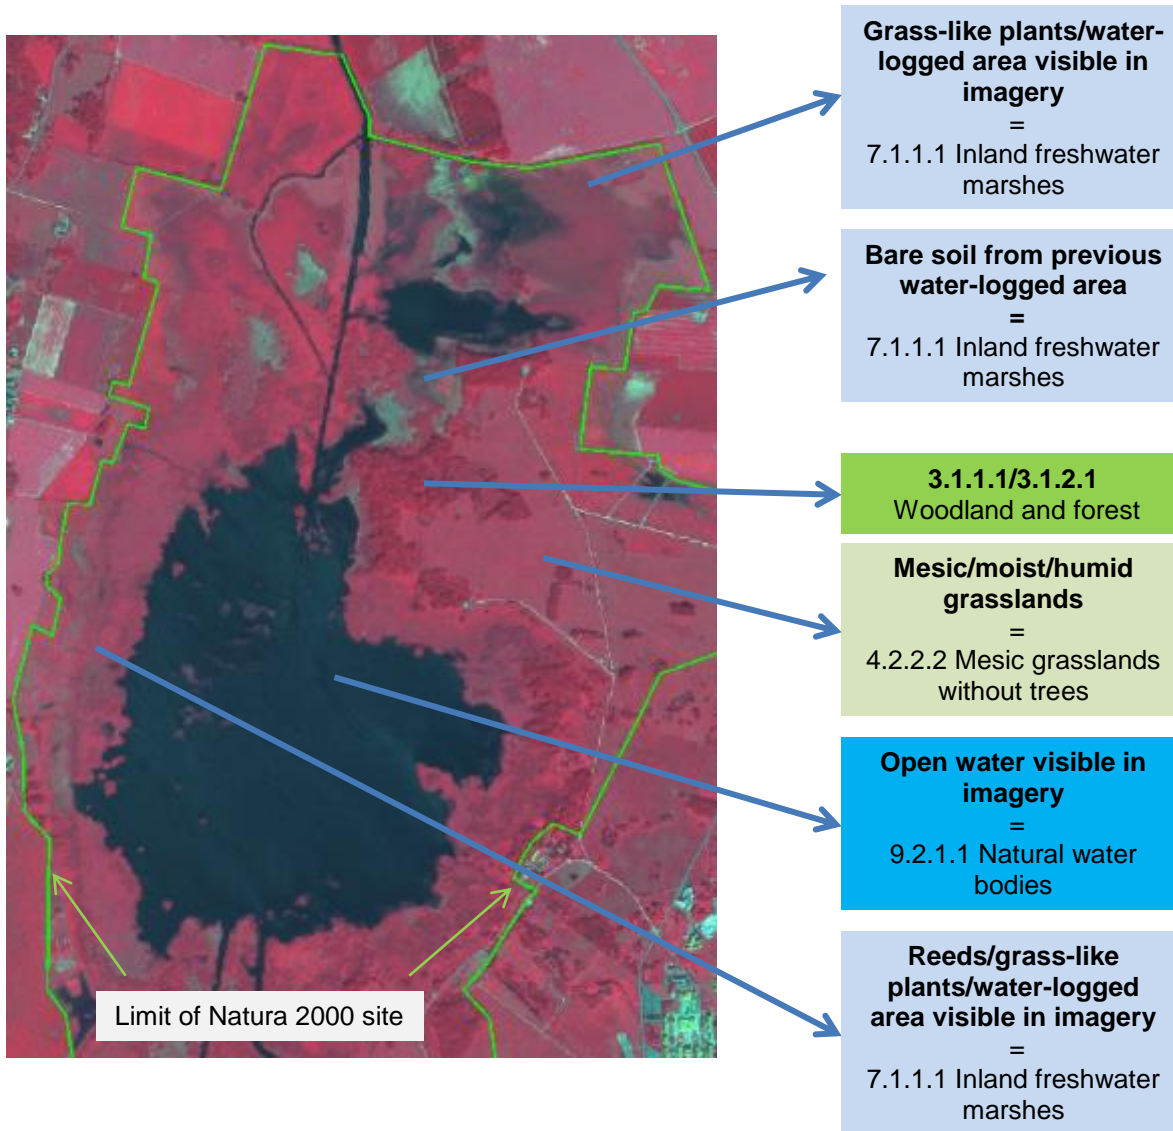 Grass-like plants/water-
logged area visible in
imagery
=
7.1.1.1 Inland freshwater
marshes
Bare soil from previous
water-logged area
=
7.1.1.1 Inland freshwater
marshes
3.1.1.1/3.1.2.1
Woodland and forest
Mesic/moist/humid
grasslands
=
4.2.2.2 Mesic grasslands
without trees
Open water visible in
imagery
=
9.2.1.1 Natural water
bodies
Reeds/grass-like
plants/water-logged
area visible in imagery
=
7.1.1.1 Inland freshwater
marshes
Limit of Natura 2000 site